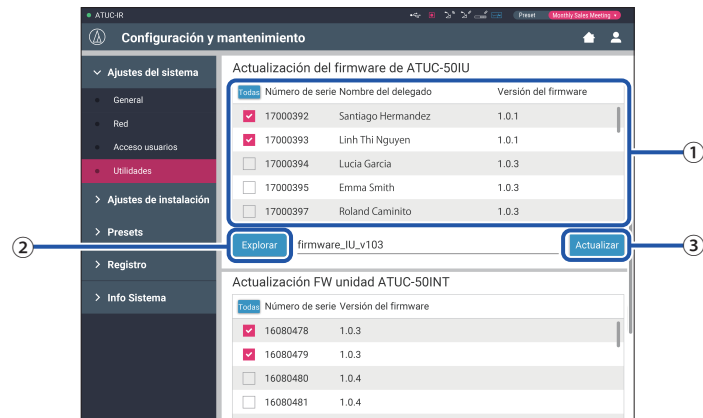 ATUC-IR Preset Monthly Sales Meeting
Configuración y mantenimiento
Ajustes del sistema
General
Red
Acceso usuarios
Utilidades
Ajustes de instalación
Presets
Registro
Info Sistema
Actualización del firmware de ATUC-50IU
Todas Número de serie Nombre del delegado Versión del firmware
17000392 Santiago Hermandez 1.0.1
17000393 Linh Thi Nguyen 1.0.1
17000394 Lucia Garcia 1.0.3
17000395 Emma Smith 1.0.3
17000397 Roland Caminito 1.0.3
Explorar firmware_IU_v103 Actualizar
Actualización FW unidad ATUC-50INT
Todas Número de serie Versión del firmware
16080478 1.0.3
16080479 1.0.3
16080480 1.0.4
16080481 1.0.4
1
2
3